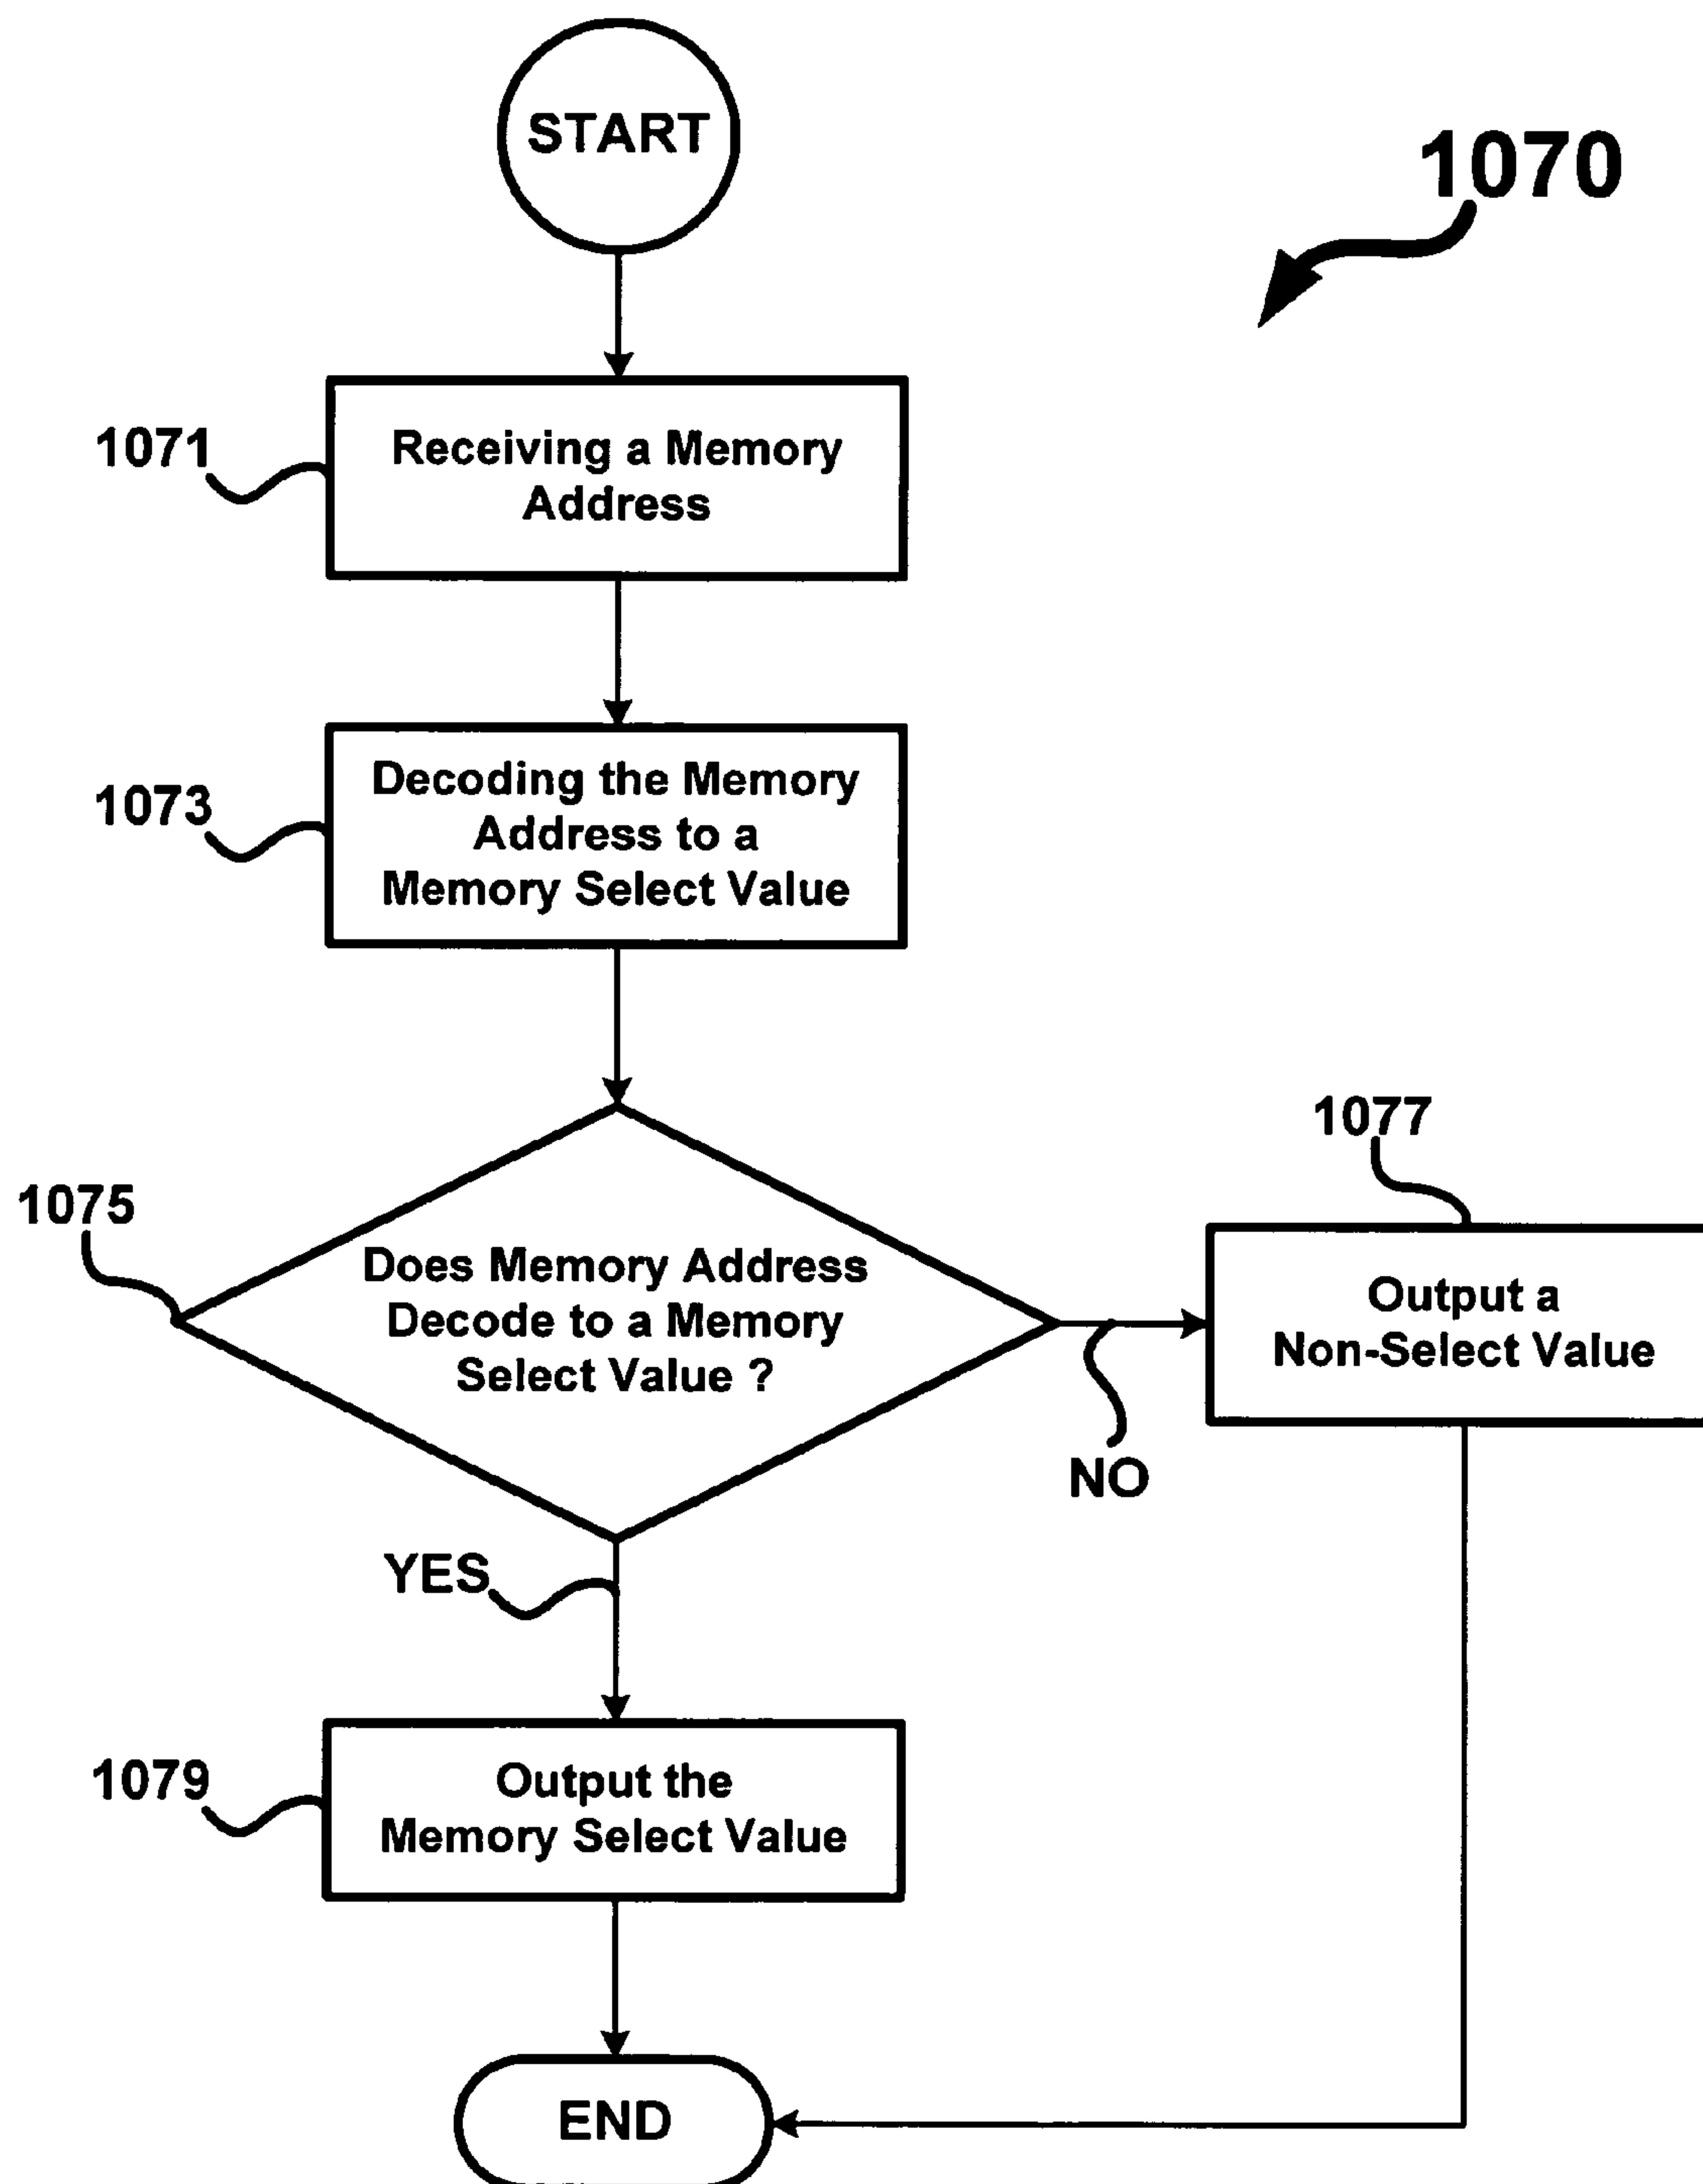 START
1070
1071
Receiving a Memory
Address
1073
Decoding the Memory
Address to a
Memory Select Value
1075
Does Memory Address
Decode to a Memory
Select Value ?
1077
Output a
Non-Select Value
NO
YES
1079
Output the
Memory Select Value
END